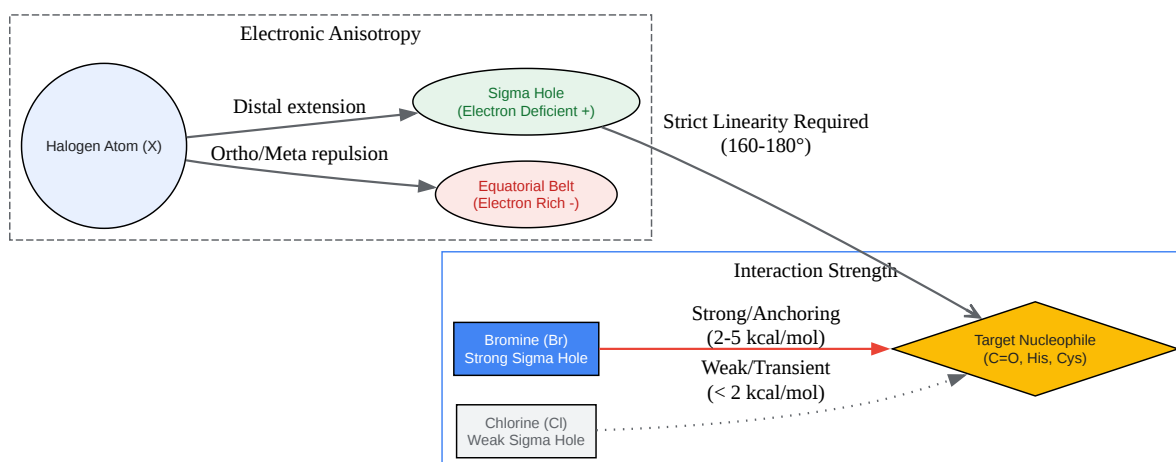 Electronic Anisotropy
Halogen Atom (X)
Distal extension
Ortho/Meta repulsion
Sigma Hole
(Electron Deficient +)
Equatorial Belt
(Electron Rich -)
Strict Linearity Required
(160-180°)
Interaction Strength
Bromine (Br)
Strong Sigma Hole
Strong/Anchoring
(2-5 kcal/mol)
Target Nucleophile
(C=O, His, Cys)
Weak/Transient
(< 2 kcal/mol)
Chlorine (Cl)
Weak Sigma Hole